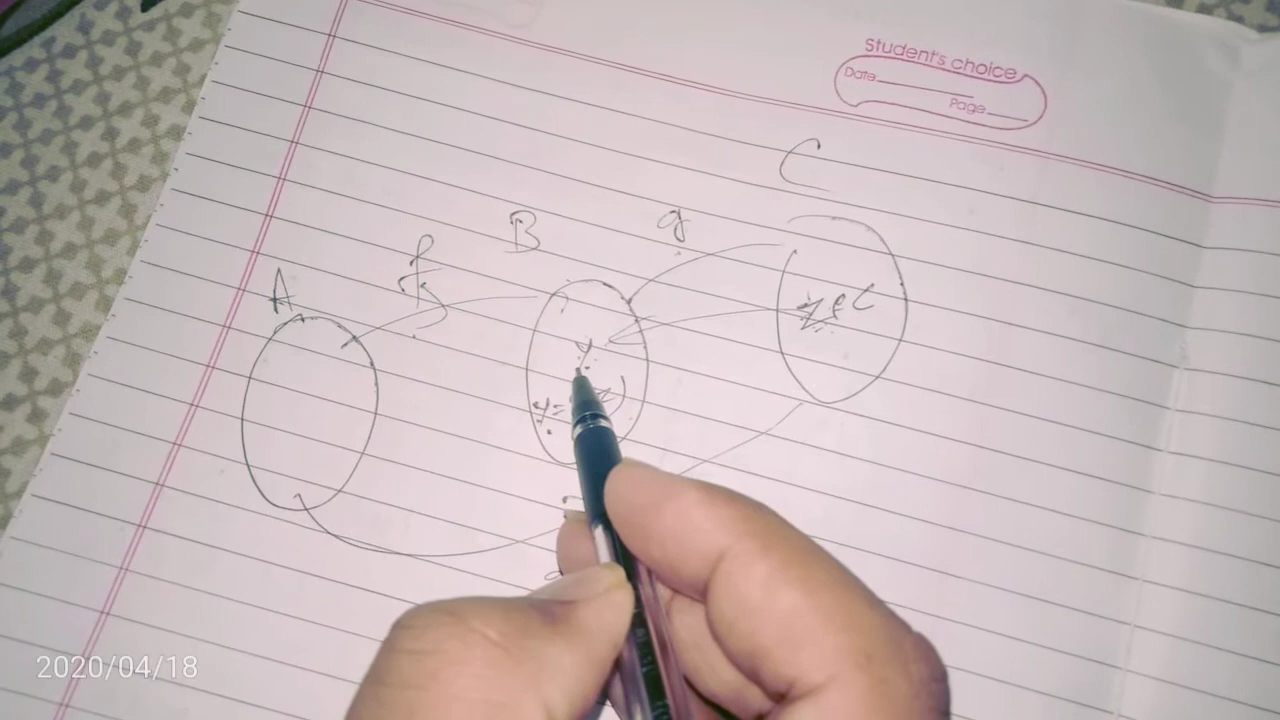 Student's choice
Date
Page
C
B
g
A
f
z ∈ C
y
y =
2020/04/18